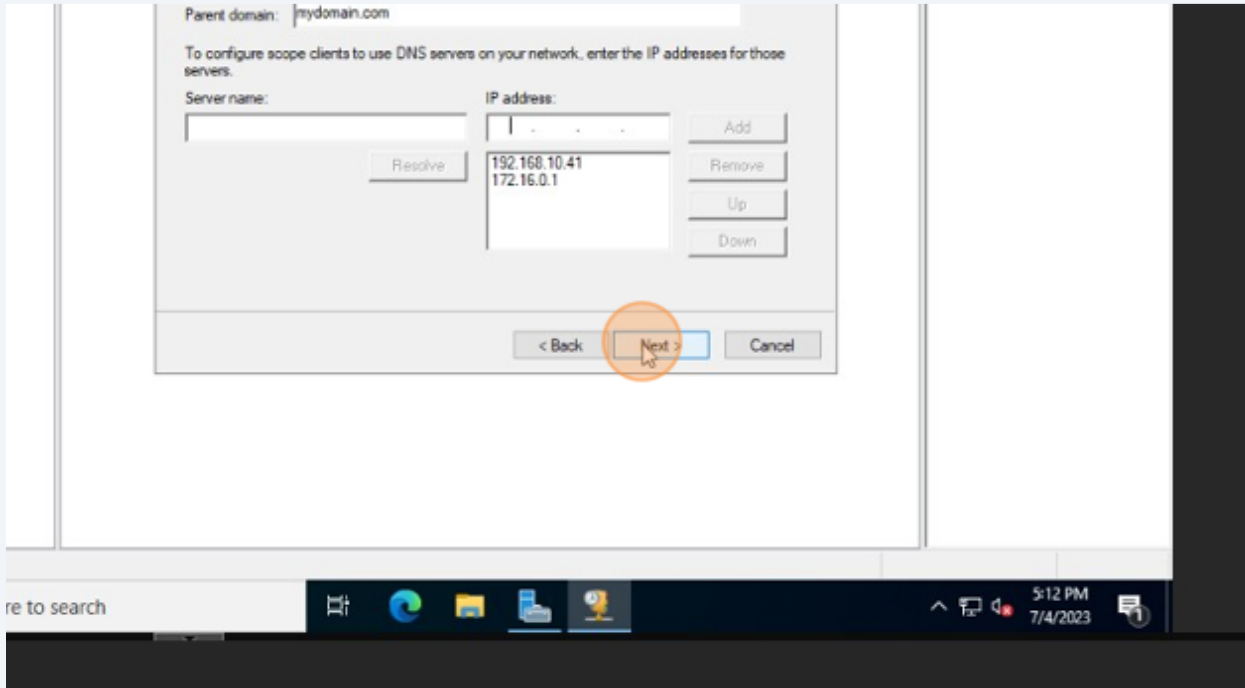 Parent domain: mydomain.com
To configure scope clients to use DNS servers on your network, enter the IP addresses for those
servers.
Server name: IP address:
Add
Resolve 192.168.10.41 Remove
172.16.0.1
Up
Down
< Back Next > Cancel
re to search
5:12 PM
7/4/2023
1